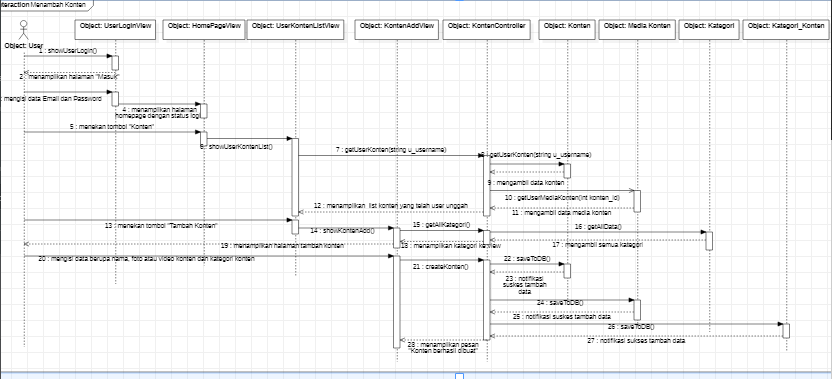 nteraction Menambah Konten
Object: UserLoginView
Object: HomePageView
Object: UserKontenListView
Object: KontenAddView
Object: KontenController
Object: Konten
Object: Media Konten
Object: Kategori
Object: Kategori_Konten
Object: User
1 : showUserLogin()
2 : menampilkan halaman "Masuk"
: mengisi data Email dan Password
4 : menampilkan halaman
homepage dengan status login
5 : menekan tombol "Konten"
6 : showUserKontenList()
7 : getUserKonten(string u_username)
8 : getUserKonten(string u_username)
9 : mengambil data konten
10 : getUserMediaKonten(int konten_id)
11 : mengambil data media konten
12 : menampilkan list konten yang telah user unggah
13 : menekan tombol "Tambah Konten"
14 : showKontenAdd()
15 : getAllKategori()
16 : getAllData()
17 : mengambil semua kategori
18 : menampilkan kategori ke view
19 : menampilkan halaman tambah konten
20 : mengisi data berupa nama, foto atau video konten dan kategori konten
21 : createKonten()
22 : saveToDB()
23 : notifikasi
suskes tambah
data
24 : saveToDB()
25 : notifikasi suskes tambah data
26 : saveToDB()
27 : notifikasi sukses tambah data
28 : menampilkan pesan
"Konten berhasil dibuat"